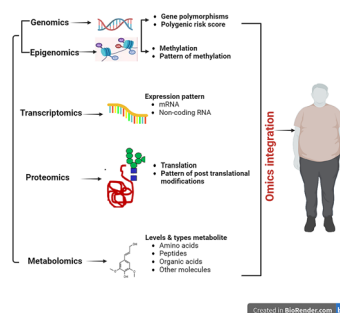 Genomics
Gene polymorphisms
Polygenic risk score
Epigenomics
Methylation
Pattern of methylation
Transcriptomics
Expression pattern
mRNA
Non-coding RNA
Proteomics
Translation
Pattern of post translational
modifications
Metabolomics
Levels & types metabolite
Amino acids
Peptides
Organic acids
Other molecules
Omics integration
Created in BioRender.com